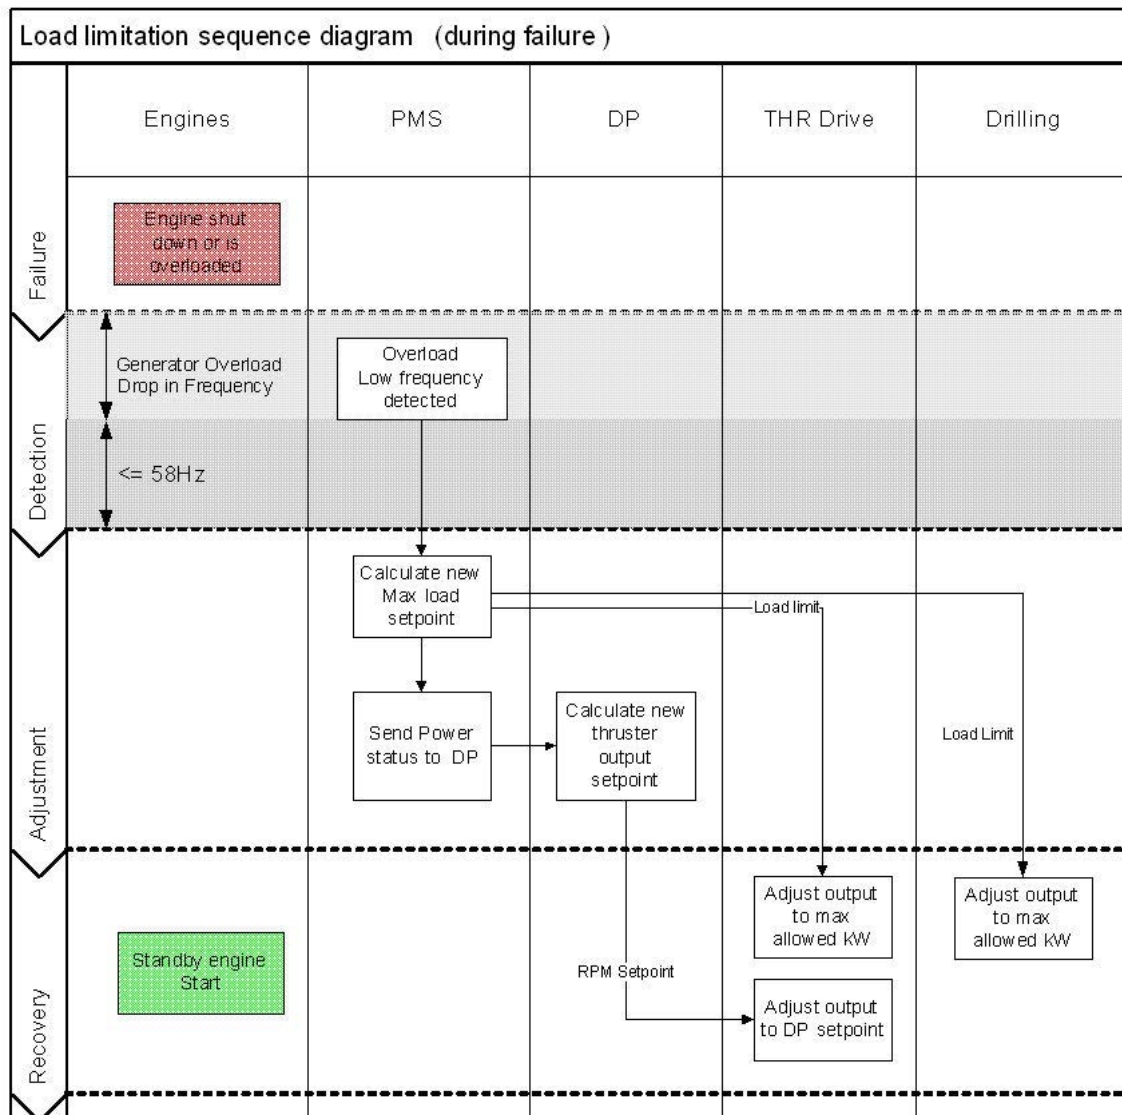 Load limitation sequence diagram (during failure )
Engines
PMS
DP
THR Drive
Drilling
Failure
Engine shut
down or is
overloaded
Detection
Generator Overload
Drop in Frequency
Overload
Low frequency
detected
<= 58Hz
Adjustment
Calculate new
Max load
setpoint
Load limit
Send Power
status to DP
Calculate new
thruster
output
setpoint
Load Limit
Recovery
Standby engine
Start
RPM Setpoint
Adjust output
to max
allowed kW
Adjust output
to max
allowed kW
Adjust output
to DP setpoint